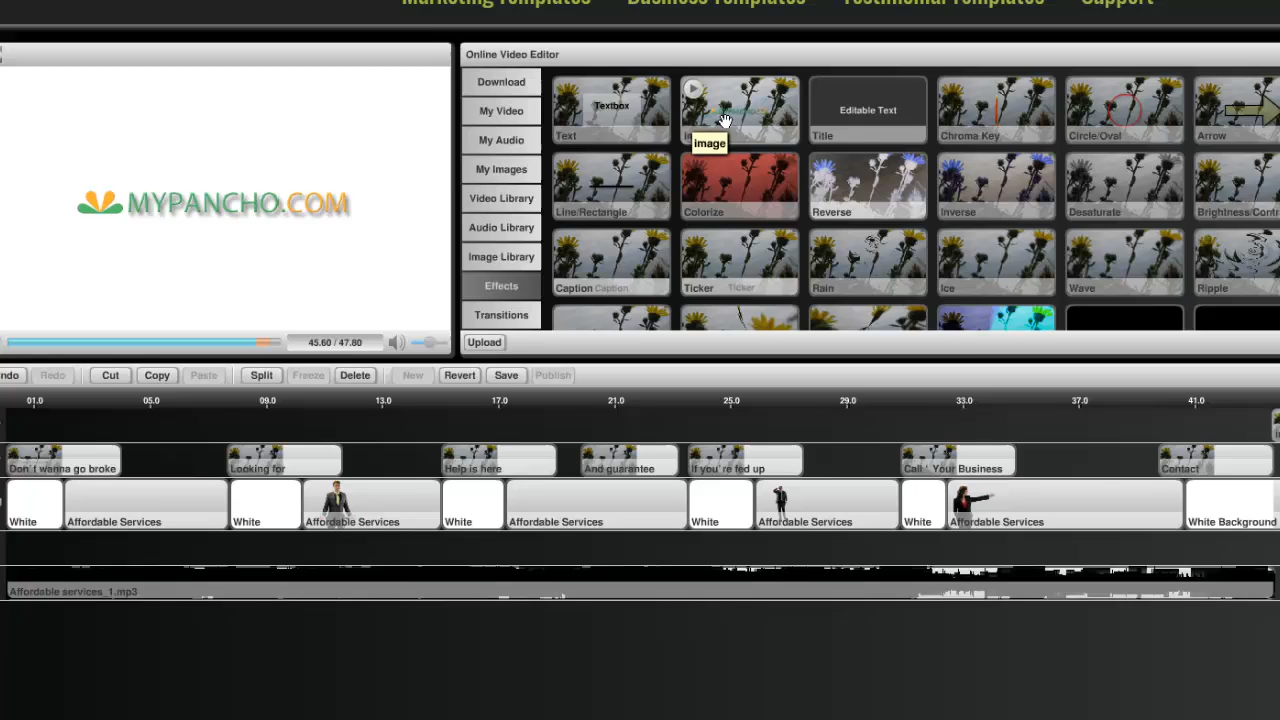 Marketing Templates Business Templates Testimonial Templates Support
Online Video Editor
MYPANCHO.COM
45.60 / 47.80
Download
My Video
My Audio
My Images
Video Library
Audio Library
Image Library
Effects
Transitions
Upload
Textbox
Text
image
Editable Text
Title
Chroma Key
Circle/Oval
Arrow
Line/Rectangle
Colorize
Reverse
Inverse
Desaturate
Brightness/Contr
Caption Caption
Ticker Ticker
Rain
Ice
Wave
Ripple
ndo Redo Cut Copy Paste Split Freeze Delete New Revert Save Publish
01.0 05.0 09.0 13.0 17.0 21.0 25.0 29.0 33.0 37.0 41.0
Don't wanna go broke Looking for Help is here And guarantee If you're fed up Call ' Your Business Contact
White Affordable Services White Affordable Services White Affordable Services White Affordable Services White Affordable Services White Background
Affordable services_1.mp3